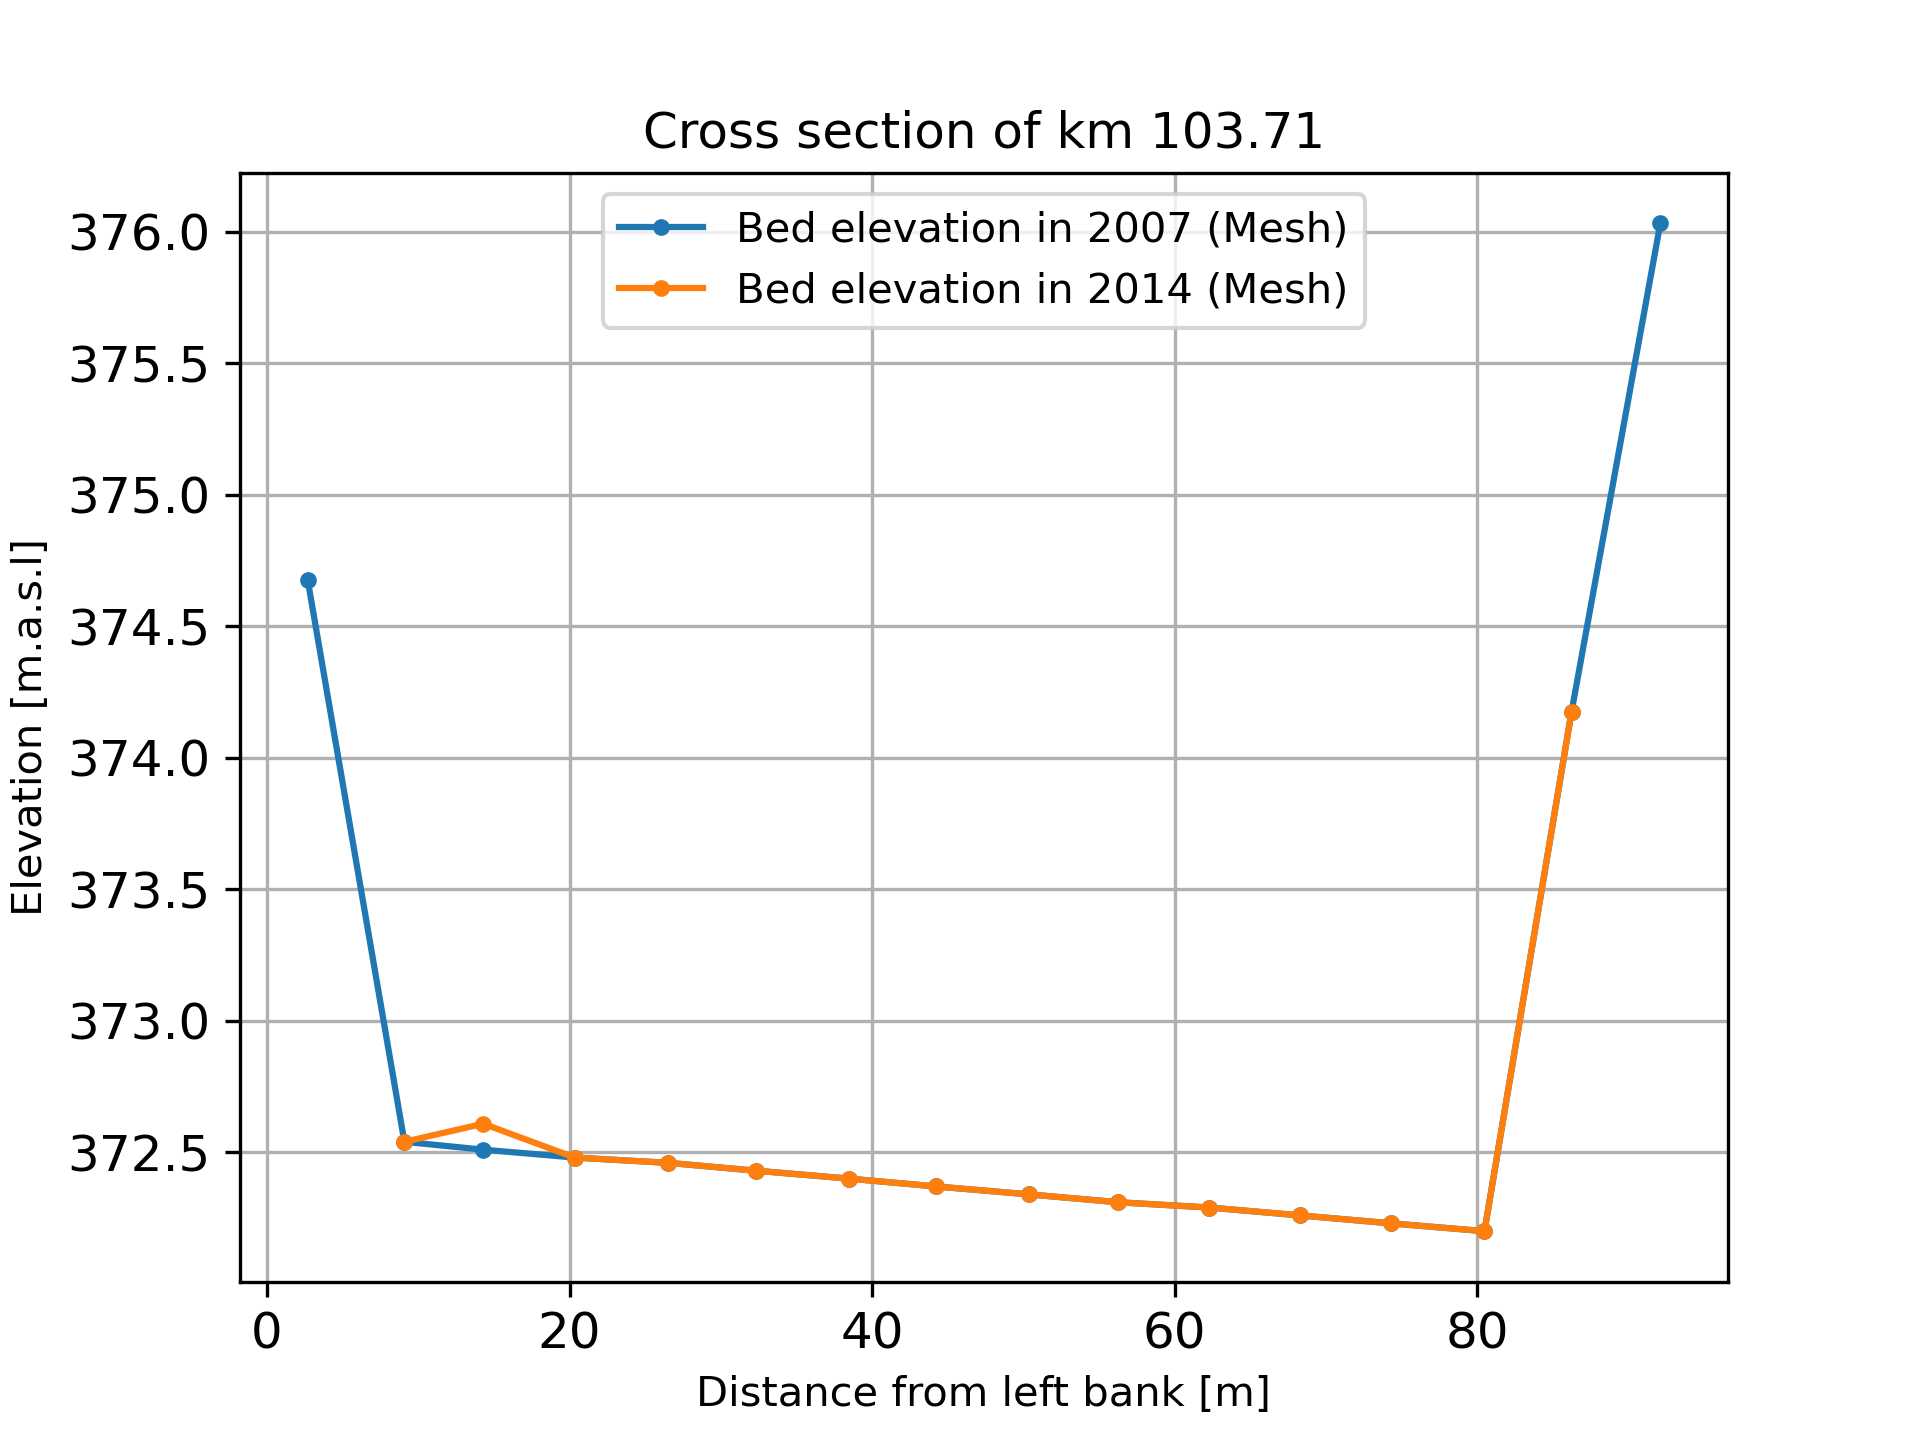 Cross section of km 103.71
Bed elevation in 2007 (Mesh)
Bed elevation in 2014 (Mesh)
376.0
375.5
375.0
374.5
374.0
373.5
373.0
372.5
Elevation [m.a.s.l]
0 20 40 60 80
Distance from left bank [m]